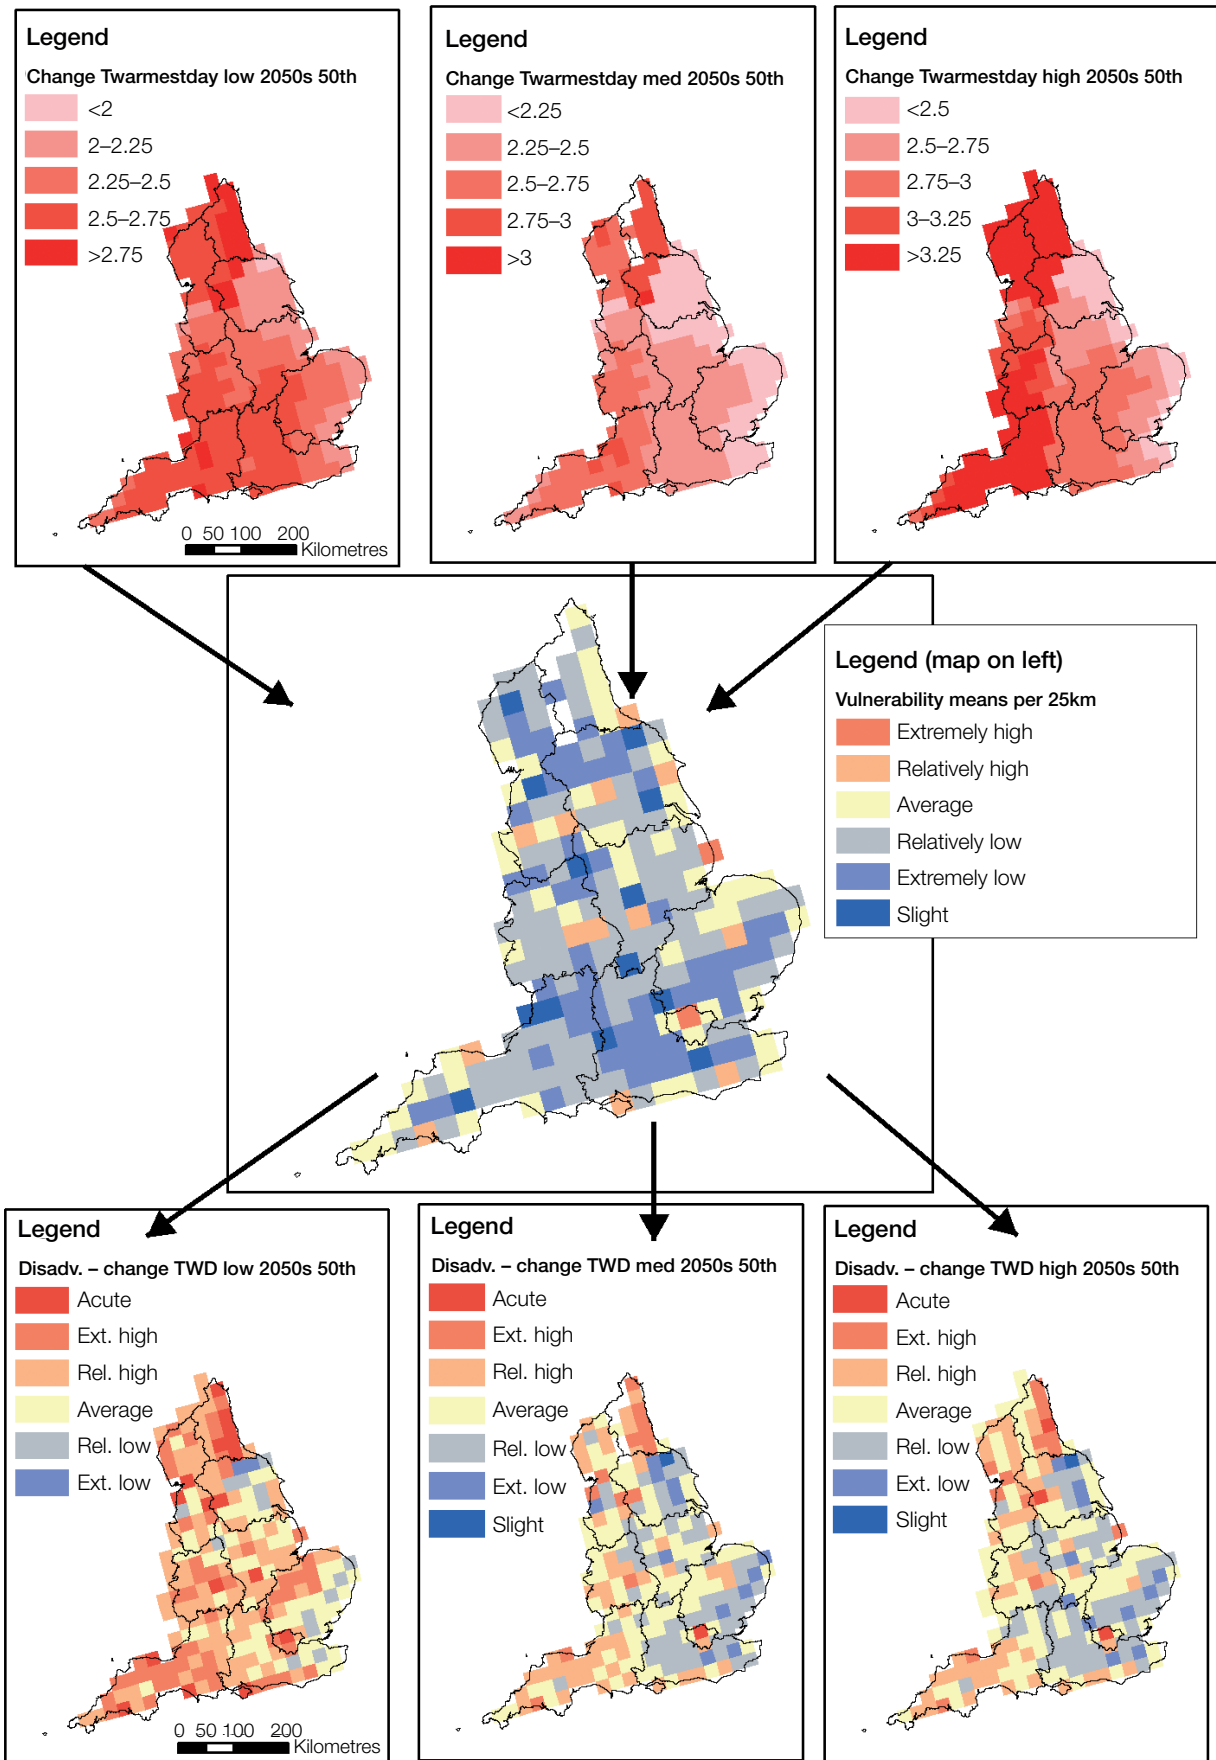 Legend
Change Twarmestday low 2050s 50th
<2
2–2.25
2.25–2.5
2.5–2.75
>2.75
0 50 100 200
Kilometres
Legend
Change Twarmestday med 2050s 50th
<2.25
2.25–2.5
2.5–2.75
2.75–3
>3
Legend
Change Twarmestday high 2050s 50th
<2.5
2.5–2.75
2.75–3
3–3.25
>3.25
Legend (map on left)
Vulnerability means per 25km
Extremely high
Relatively high
Average
Relatively low
Extremely low
Slight
Legend
Disadv. – change TWD low 2050s 50th
Acute
Ext. high
Rel. high
Average
Rel. low
Ext. low
0 50 100 200
Kilometres
Legend
Disadv. – change TWD med 2050s 50th
Acute
Ext. high
Rel. high
Average
Rel. low
Ext. low
Slight
Legend
Disadv. – change TWD high 2050s 50th
Acute
Ext. high
Rel. high
Average
Rel. low
Ext. low
Slight